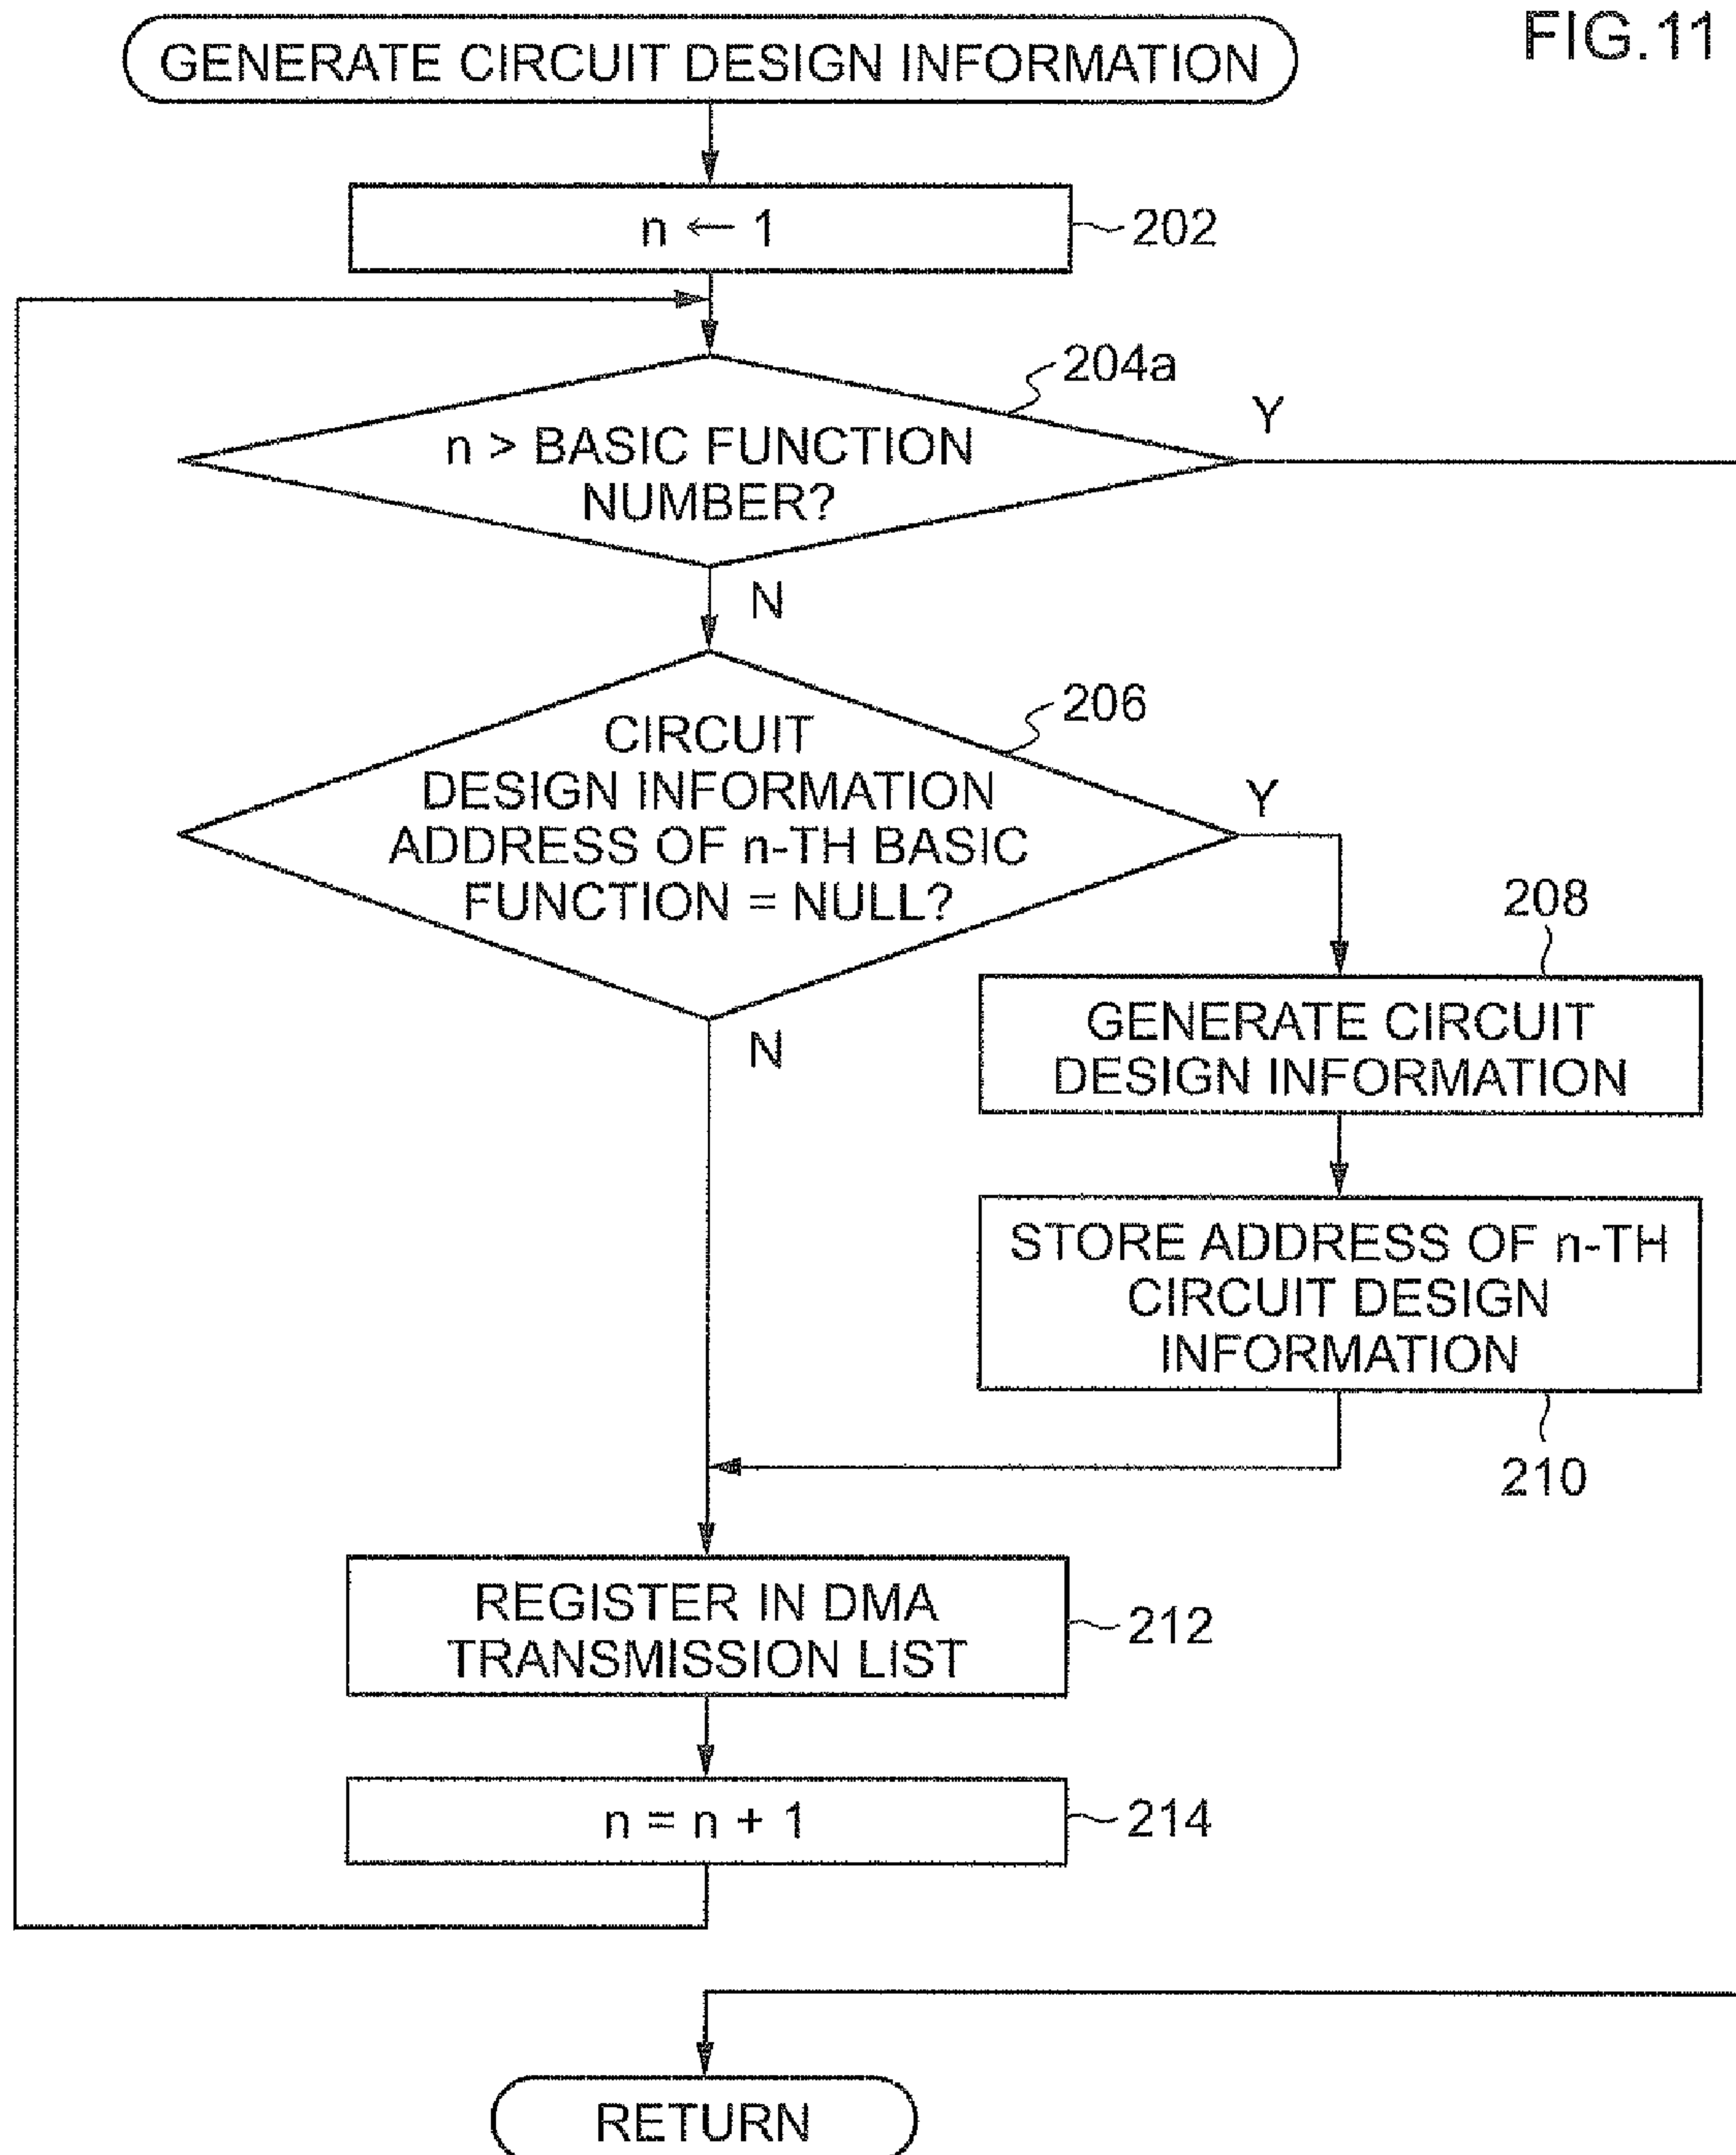 FIG.11
GENERATE CIRCUIT DESIGN INFORMATION
n ← 1
202
204a
n > BASIC FUNCTION
NUMBER?
Y
N
206
CIRCUIT
DESIGN INFORMATION
ADDRESS OF n-TH BASIC
FUNCTION = NULL?
Y
N
208
GENERATE CIRCUIT
DESIGN INFORMATION
STORE ADDRESS OF n-TH
CIRCUIT DESIGN
INFORMATION
210
REGISTER IN DMA
TRANSMISSION LIST
212
n = n + 1
214
RETURN